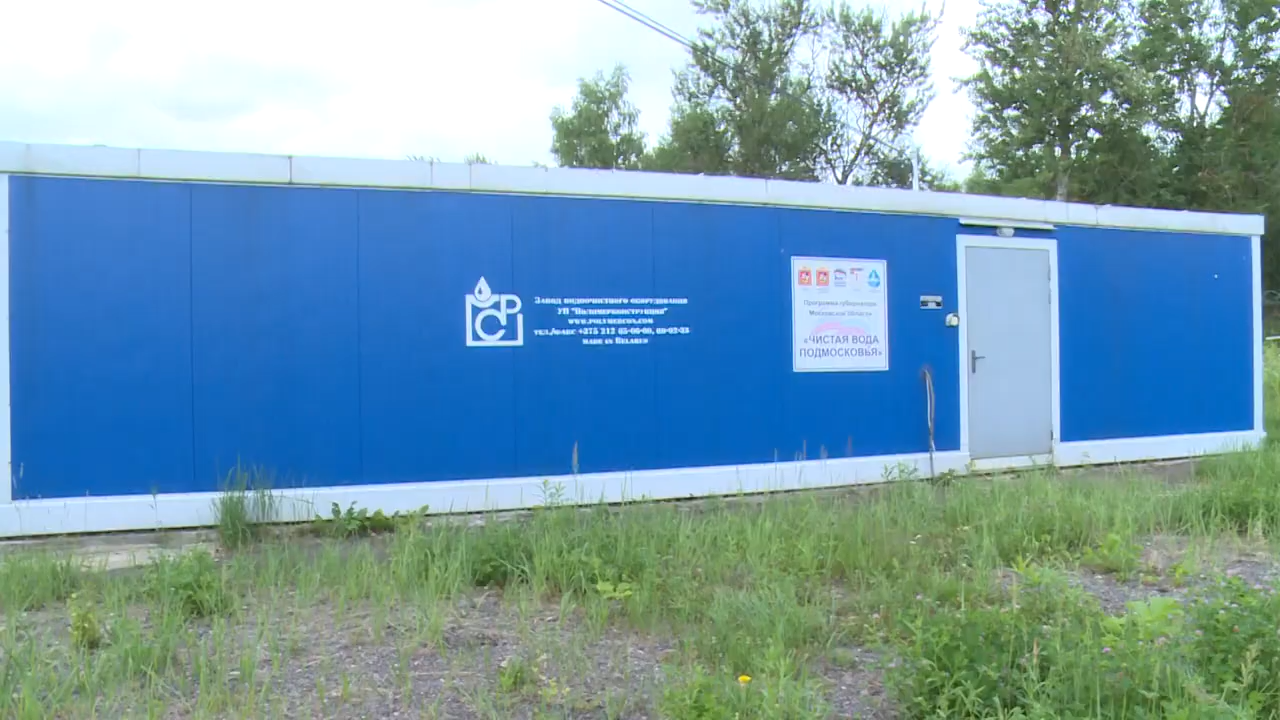 CP
Завод водоочистного оборудования
УП "Полимерконструкция"
www.polymercon.com
тел./факс +375 212
made in Belarus
Программа губернатора
Московской области
«ЧИСТАЯ ВОДА
ПОДМОСКОВЬЯ»